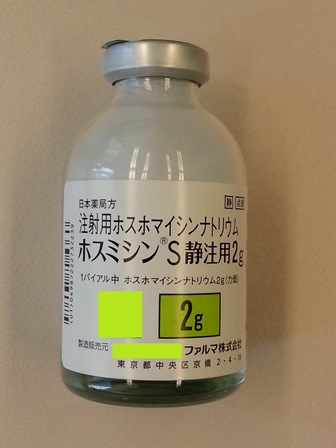 日本薬局方
静 点滴
注射用ホスホマイシンナトリウム
ホスミシン®S静注用2g
1バイアル中 ホスホマイシンナトリウム2g(力価)
2g
製造販売元 ファルマ株式会社
東京都中央区京橋 2-4-16